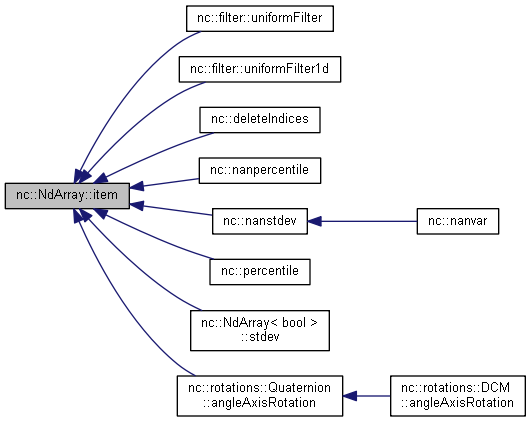 nc::filter::uniformFilter
nc::filter::uniformFilter1d
nc::deleteIndices
nc::nanpercentile
nc::NdArray::item
nc::nanstdev
nc::nanvar
nc::percentile
nc::NdArray< bool >
::stdev
nc::rotations::Quaternion
::angleAxisRotation
nc::rotations::DCM
::angleAxisRotation